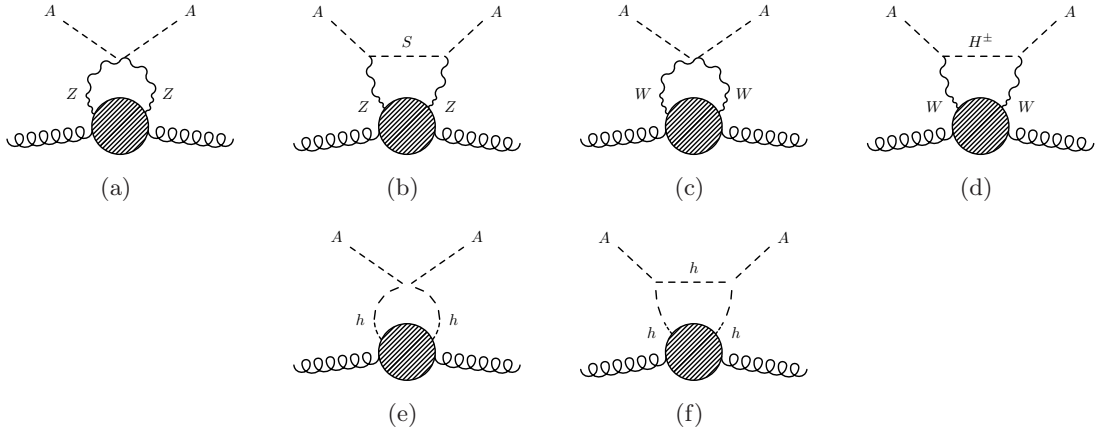 A A A A A A A A
S H±
Z Z Z Z W W W W
(a) (b) (c) (d)
A A A A
h
h h h h
(e) (f)